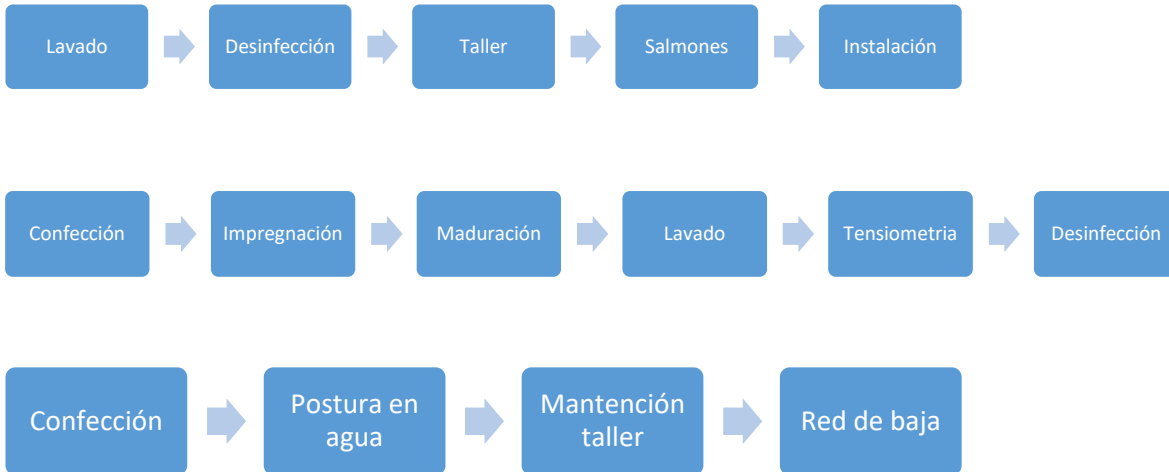 Lavado
Desinfección
Taller
Salmones
Instalación
Confección
Impregnación
Maduración
Lavado
Tensiometria
Desinfección
Confección
Postura en
agua
Mantención
taller
Red de baja